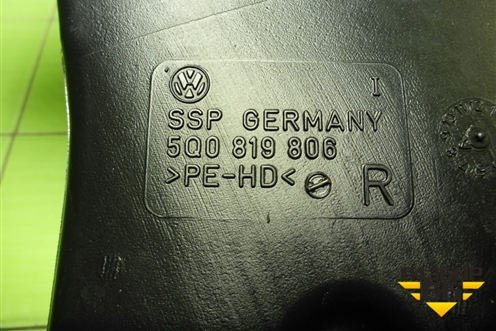 I
SSP GERMANY
5Q0 819 806
>PE-HD< R